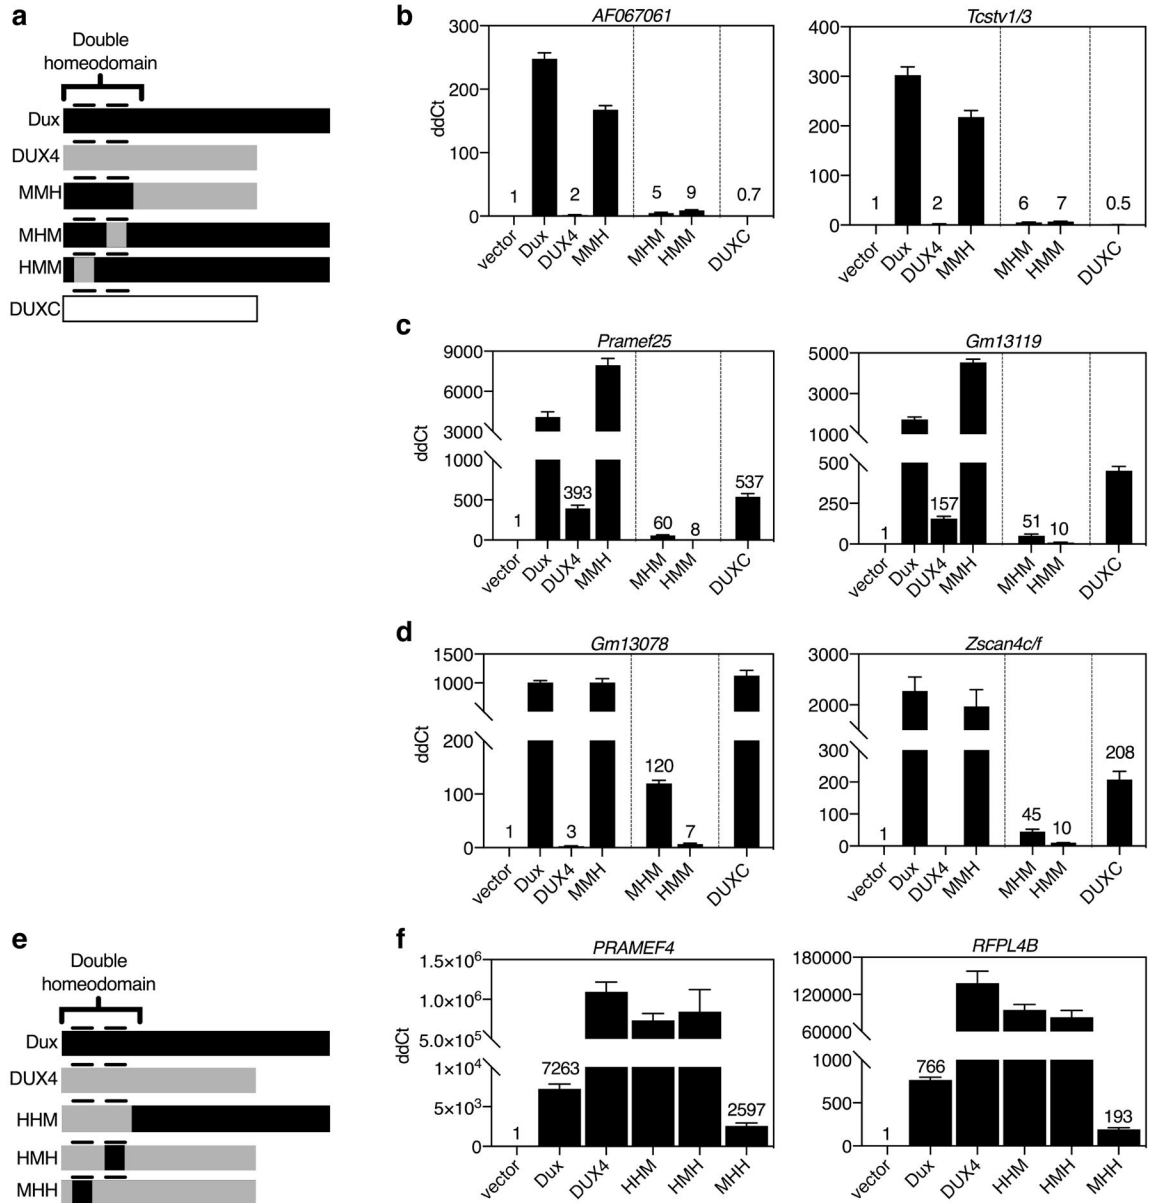 a
Double
homeodomain
Dux
DUX4
MMH
MHM
HMM
DUXC
b
AF067061
ddCt
300
200
100
0
1
2
5
9
0.7
vector
Dux
DUX4
MMH
MHM
HMM
DUXC
Tcstv1/3
400
300
200
100
0
1
2
6
7
0.5
vector
Dux
DUX4
MMH
MHM
HMM
DUXC
c
Pramef25
ddCt
9000
6000
3000
1000
500
0
1
393
60
8
537
vector
Dux
DUX4
MMH
MHM
HMM
DUXC
Gm13119
5000
3000
1000
500
250
0
1
157
51
10
vector
Dux
DUX4
MMH
MHM
HMM
DUXC
d
Gm13078
ddCt
1500
1000
200
100
0
1
3
120
7
vector
Dux
DUX4
MMH
MHM
HMM
DUXC
Zscan4c/f
3000
2000
300
200
100
0
1
45
10
208
vector
Dux
DUX4
MMH
MHM
HMM
DUXC
e
Double
homeodomain
Dux
DUX4
HHM
HMH
MHH
f
PRAMEF4
ddCt
1.5×10⁶
1.0×10⁶
5.0×10⁵
1×10⁴
5×10³
0
1
7263
2597
vector
Dux
DUX4
HHM
HMH
MHH
RFPL4B
180000
120000
60000
1000
500
0
1
766
193
vector
Dux
DUX4
HHM
HMH
MHH